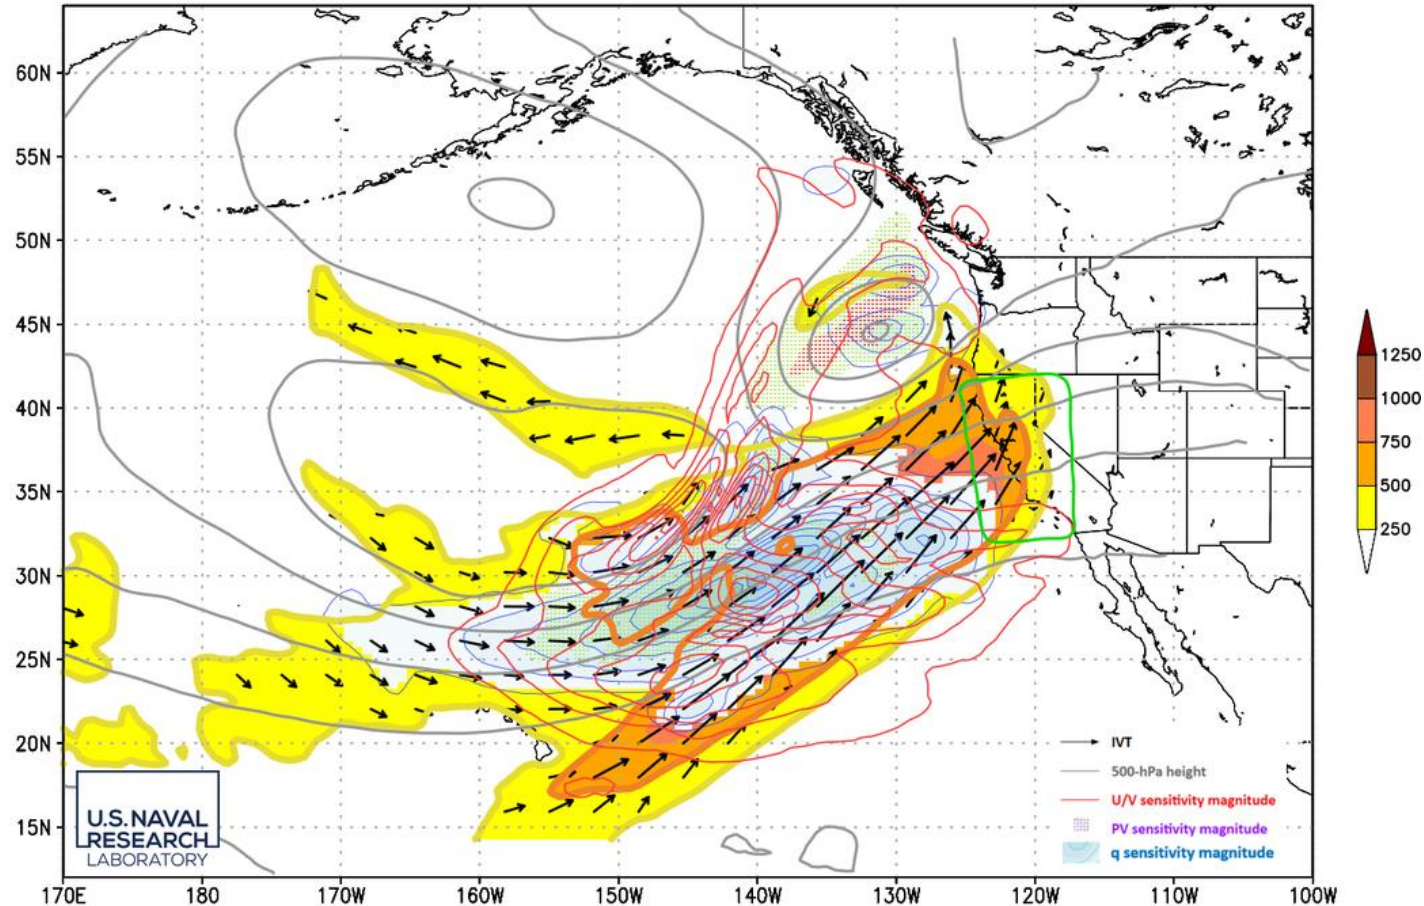 60N
55N
50N
45N
40N
35N
30N
25N
20N
15N
170E
180
170W
160W
150W
140W
130W
120W
110W
100W
1250
1000
750
500
250
IVT
500-hPa height
U/V sensitivity magnitude
PV sensitivity magnitude
q sensitivity magnitude
U.S. NAVAL
RESEARCH
LABORATORY